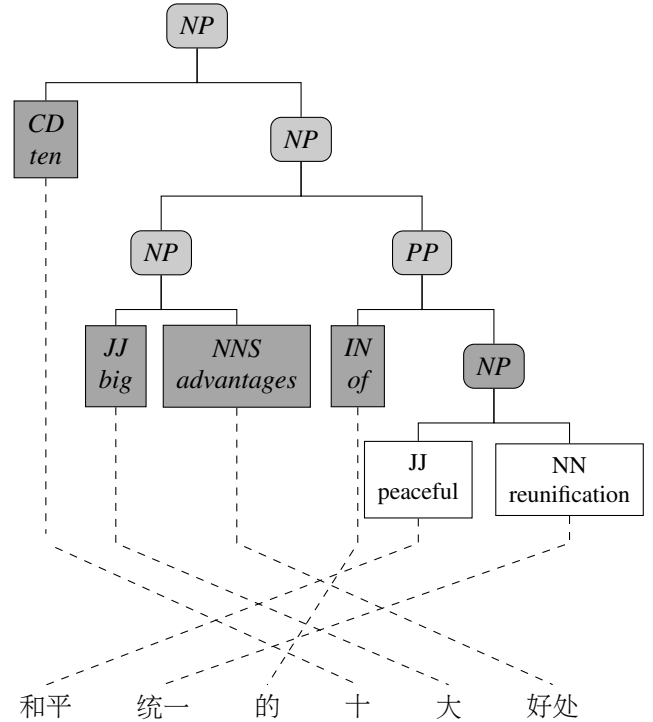 NP
CD
ten
NP
NP
PP
JJ
big
NNS
advantages
IN
of
NP
JJ
peaceful
NN
reunification
和平 统一 的 十 大 好处